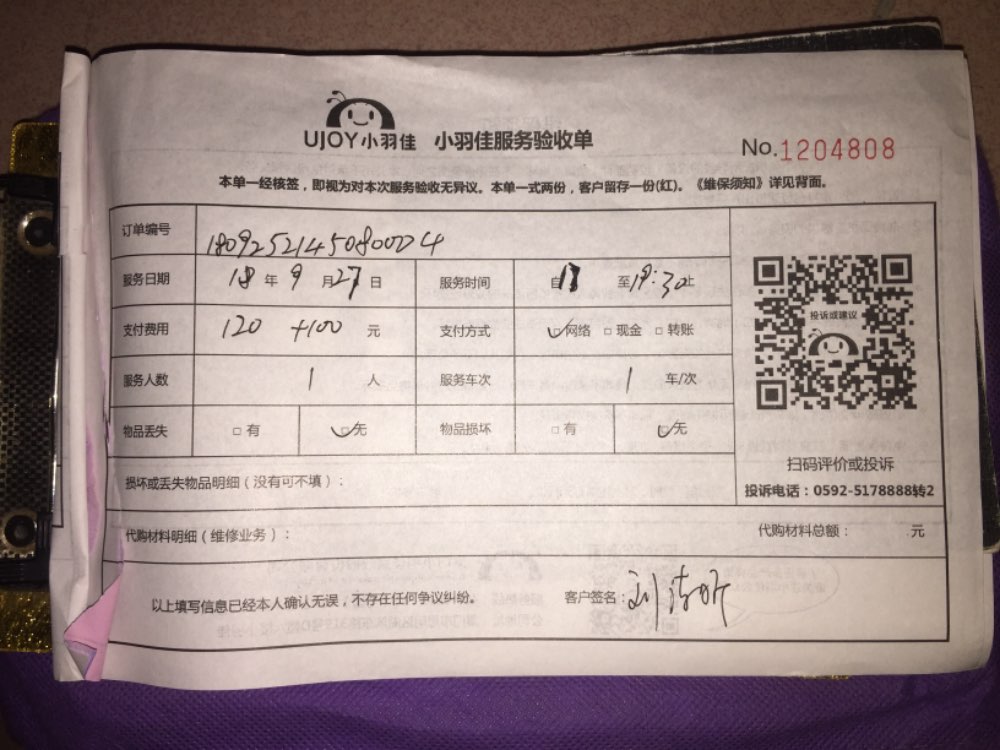 UJOY小羽佳 小羽佳服务验收单 No.1204808
本单一经核签，即视为对本次服务验收无异议。本单一式两份，客户留存一份(红)。《维保须知》详见背面。
订单编号 18092521450800D4
服务日期 18 年 9 月 27 日 服务时间 自 17 至 19:30 止
支付费用 120 +100 元 支付方式 网络 现金 转账
服务人数 1 人 服务车次 1 车/次
物品丢失 有 无 物品损坏 有 无
投诉或建议
扫码评价或投诉
投诉电话：0592-5178888转2
损坏或丢失物品明细（没有可不填）：
代购材料明细（维修业务）： 代购材料总额： 元
以上填写信息已经本人确认无误，不存在任何争议纠纷。 客户签名：刘